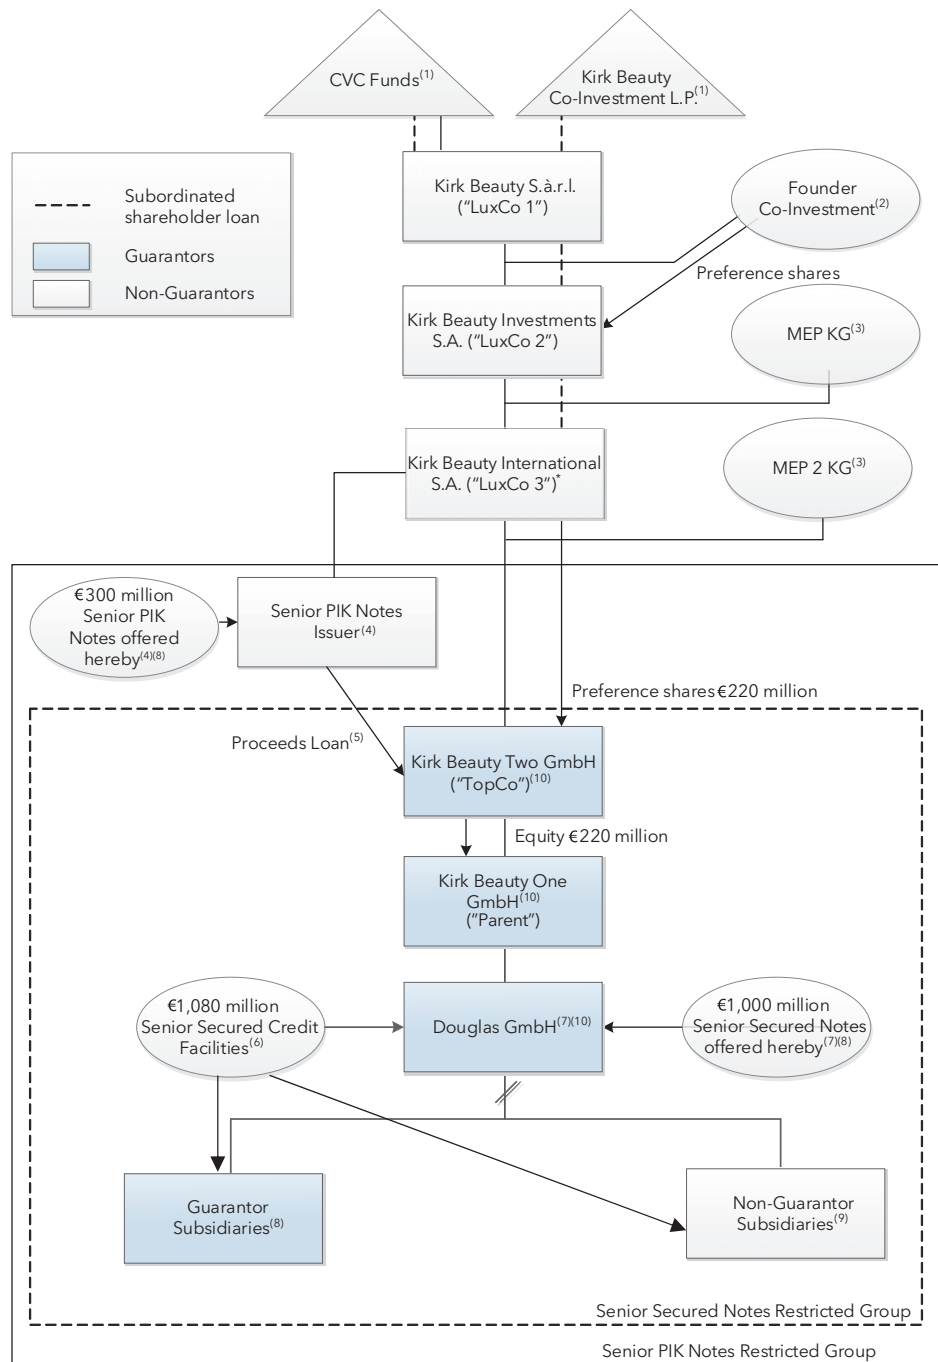 CVC Funds(1)
Kirk Beauty
Co-Investment L.P.(1)
Subordinated
shareholder loan
Guarantors
Non-Guarantors
Kirk Beauty S.à.r.l.
(“LuxCo 1”)
Founder
Co-Investment(2)
Preference shares
Kirk Beauty Investments
S.A. (“LuxCo 2”)
MEP KG(3)
Kirk Beauty International
S.A. (“LuxCo 3”)*
MEP 2 KG(3)
€300 million
Senior PIK
Notes offered
hereby(4)(8)
Senior PIK Notes
Issuer(4)
Preference shares €220 million
Proceeds Loan(5)
Kirk Beauty Two GmbH
(“TopCo”)(10)
Equity €220 million
Kirk Beauty One
GmbH(10)
(“Parent”)
€1,080 million
Senior Secured Credit
Facilities(6)
Douglas GmbH(7)(10)
€1,000 million
Senior Secured Notes
offered hereby(7)(8)
Guarantor
Subsidiaries(8)
Non-Guarantor
Subsidiaries(9)
Senior Secured Notes Restricted Group
Senior PIK Notes Restricted Group